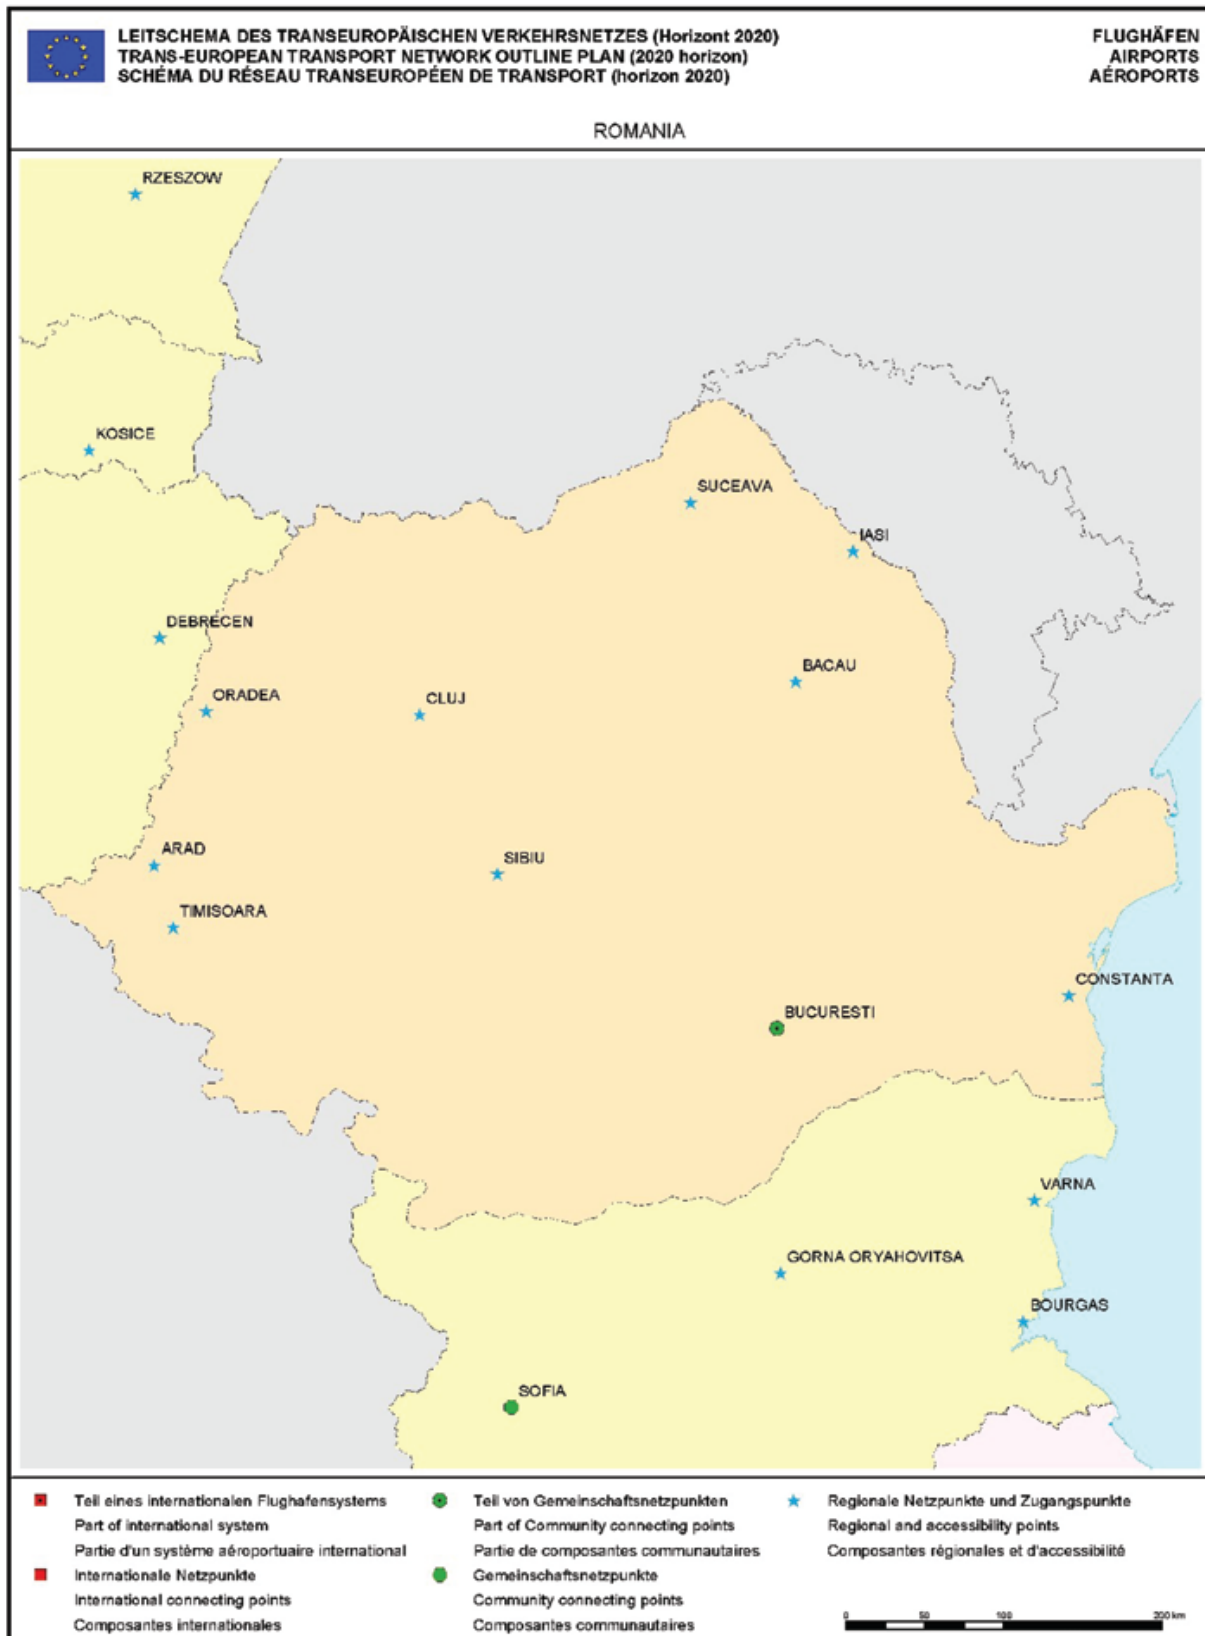 LEITSCHEMA DES TRANSEUROPÄISCHEN VERKEHRSNETZES (Horizont 2020)
TRANS-EUROPEAN TRANSPORT NETWORK OUTLINE PLAN (2020 horizon)
SCHÉMA DU RÉSEAU TRANSEUROPÉEN DE TRANSPORT (horizon 2020)
FLUGHÄFEN
AIRPORTS
AÉROPORTS
ROMANIA
RZESZOW
KOSICE
SUCEAVA
IASI
DEBRECEN
BACAU
ORADEA
CLUJ
ARAD
SIBIU
TIMISOARA
CONSTANTA
BUCURESTI
VARNA
GORNA ORYAHOVITSA
BOURGAS
SOFIA
Teil eines internationalen Flughafensystems
Part of international system
Partie d'un système aéroportuaire international
Internationale Netzpunkte
International connecting points
Composantes internationales
Teil von Gemeinschaftsnetzpunkten
Part of Community connecting points
Partie de composantes communautaires
Gemeinschaftsnetzpunkte
Community connecting points
Composantes communautaires
Regionale Netzpunkte und Zugangspunkte
Regional and accessibility points
Composantes régionales et d'accessibilité
0 50 100 200 km